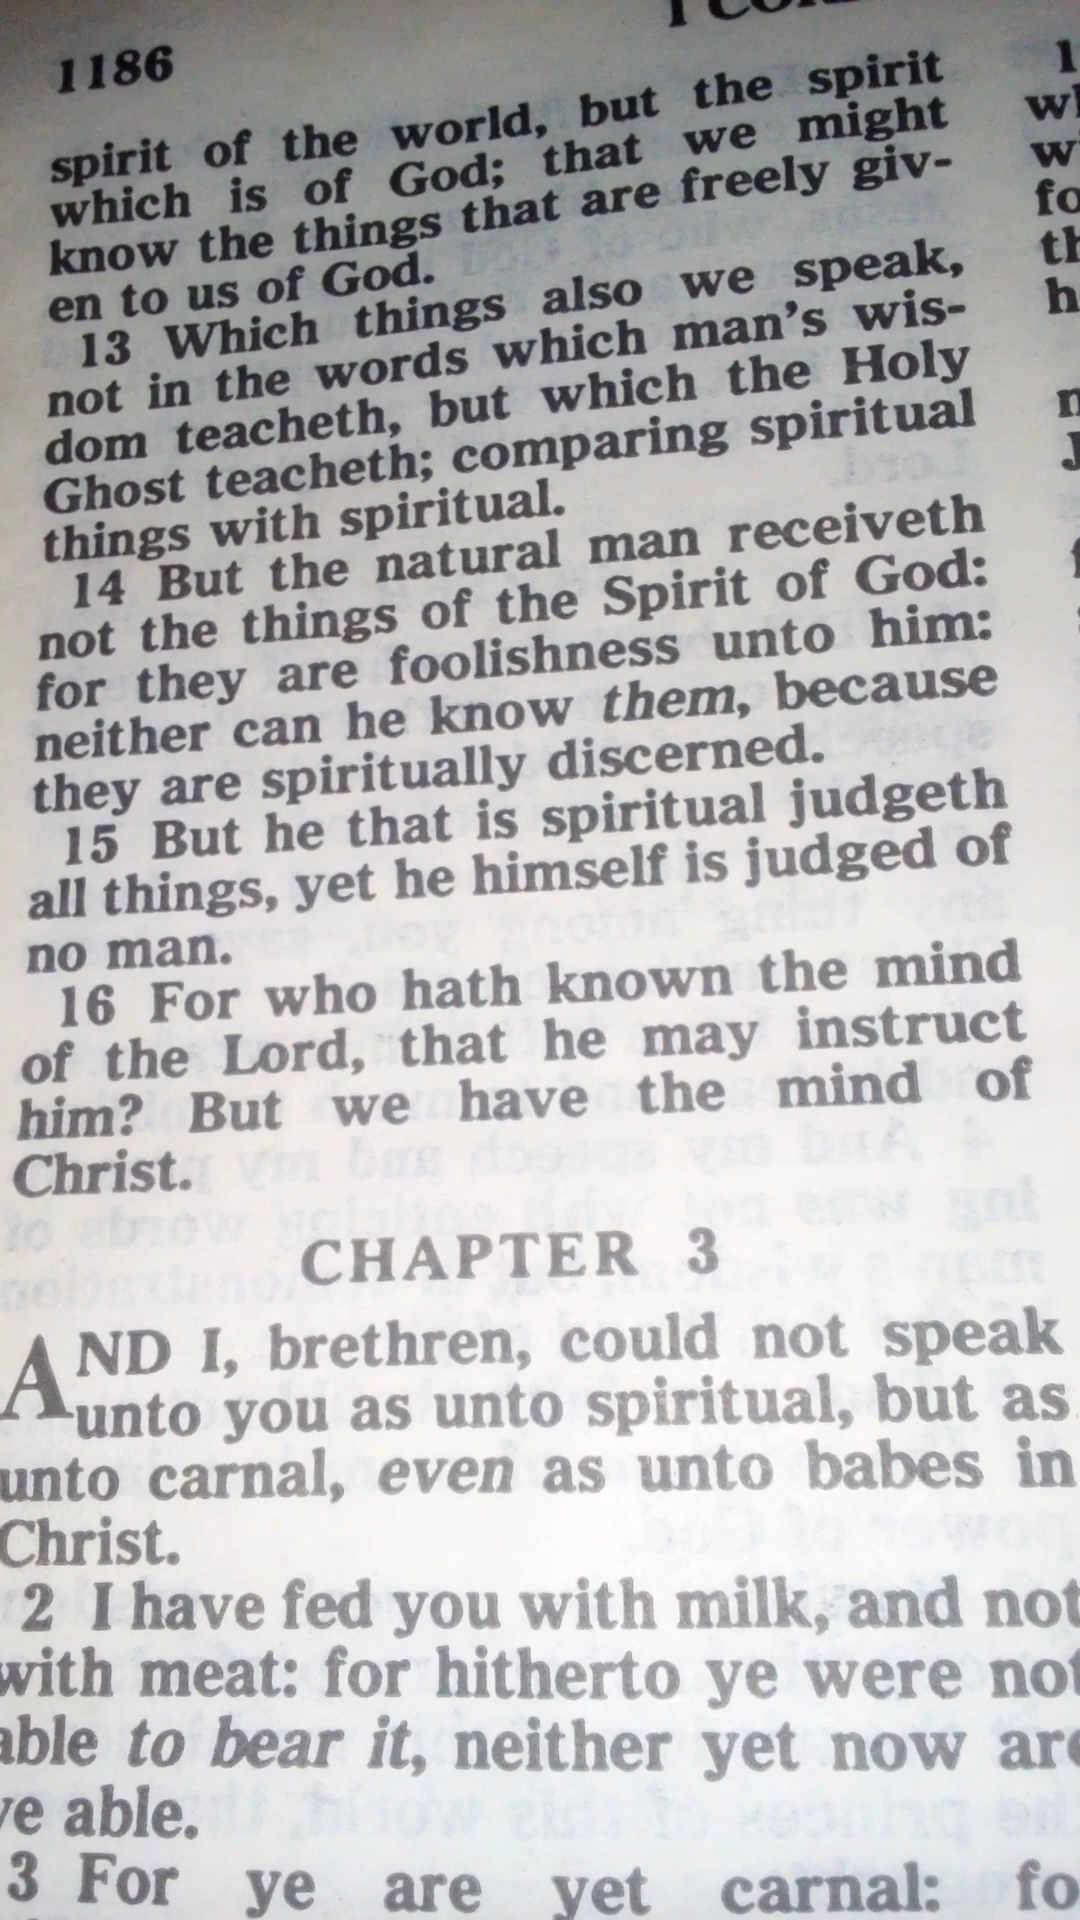 1186
spirit of the world, but the spirit
which is of God; that we might
know the things that are freely giv-
en to us of God.
13 Which things also we speak,
not in the words which man's wis-
dom teacheth, but which the Holy
Ghost teacheth; comparing spiritual
things with spiritual.
14 But the natural man receiveth
not the things of the Spirit of God:
for they are foolishness unto him:
neither can he know them, because
they are spiritually discerned.
15 But he that is spiritual judgeth
all things, yet he himself is judged of
no man.
16 For who hath known the mind
of the Lord, that he may instruct
him? But we have the mind of
Christ.
CHAPTER 3
AND I, brethren, could not speak
unto you as unto spiritual, but as
unto carnal, even as unto babes in
Christ.
2 I have fed you with milk, and not
with meat: for hitherto ye were not
able to bear it, neither yet now are
ye able.
3 For ye are yet carnal: